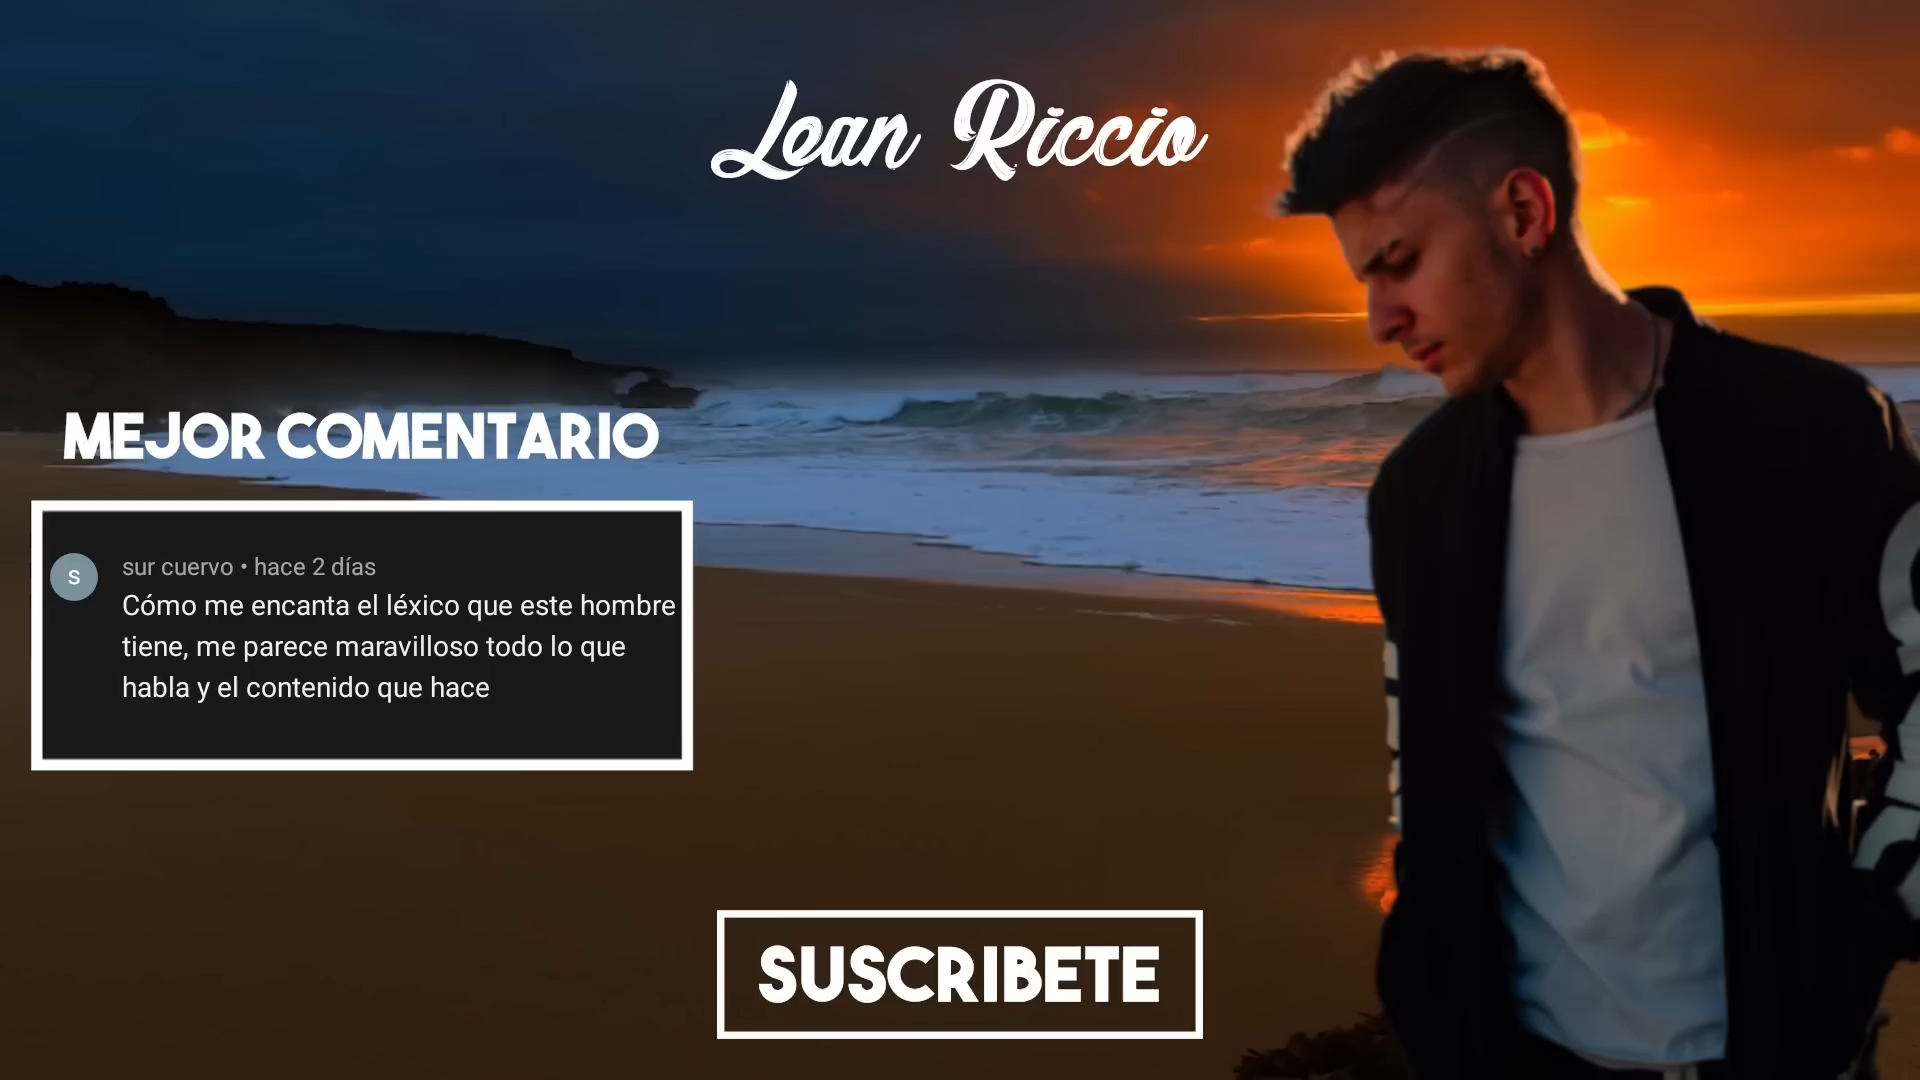 Lean Riccio
MEJOR COMENTARIO
S
sur cuervo • hace 2 días
Cómo me encanta el léxico que este hombre
tiene, me parece maravilloso todo lo que
habla y el contenido que hace
SUSCRIBETE